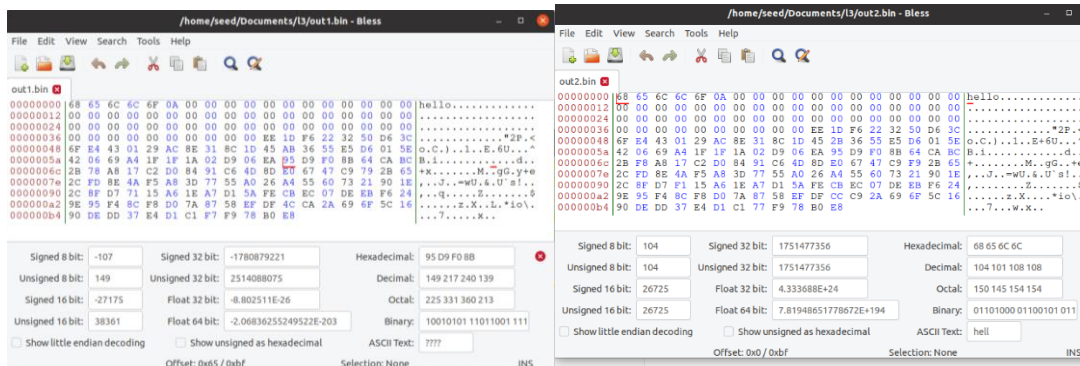 /home/seed/Documents/l3/out1.bin - Bless
File Edit View Search Tools Help
out1.bin
00000000 68 65 6C 6C 6F 0A 00 00 00 00 00 00 00 00 00 00 00 00 hello.............
00000012 00 00 00 00 00 00 00 00 00 00 00 00 00 00 00 00 00 00 ..................
00000024 00 00 00 00 00 00 00 00 00 00 00 00 00 00 00 00 00 00 ..................
00000036 00 00 00 00 00 00 00 00 00 00 EE 1D F6 22 32 50 D6 3C ............."2P.<
00000048 6F E4 43 01 29 AC 8E 31 8C 1D 45 AB 36 55 E5 D6 01 5E o.C.)..1..E.6U...^
0000005a 42 06 69 A4 1F 1F 1A 02 D9 06 EA 95 D9 F0 8B 64 CA BC B.i............d..
0000006c 2B 78 A8 17 C2 D0 84 91 C6 4D 8D E0 67 47 C9 79 2B 65 +x.......M..gG.y+e
0000007e 2C FD 8E 4F F5 A8 3D 77 55 A0 26 A4 55 60 73 21 90 1E ,..O..=wU.&.U`s!..
00000090 2C 8F D7 71 15 A6 1E A7 D1 5A FE CB EC 07 DE EB F6 24 ,..q.....Z.......$
000000a2 9E 95 F4 8C F8 D0 7A 87 58 EF DF 4C CA 2A 69 6F 5C 16 ......z.X..L.*io\.
000000b4 90 DE DD 37 E4 D1 C1 F7 F9 78 B0 E8 ...7.....x..
Signed 8 bit: -107 Signed 32 bit: -1780879221 Hexadecimal: 95 D9 F0 8B
Unsigned 8 bit: 149 Unsigned 32 bit: 2514088075 Decimal: 149 217 240 139
Signed 16 bit: -27175 Float 32 bit: -8.802511E-26 Octal: 225 331 360 213
Unsigned 16 bit: 38361 Float 64 bit: -2.06836255249522E-203 Binary: 10010101 11011001 111
Show little endian decoding Show unsigned as hexadecimal ASCII Text: ????
Offset: 0x65 / 0xbf Selection: None INS
/home/seed/Documents/l3/out2.bin - Bless
File Edit View Search Tools Help
out2.bin
00000000 68 65 6C 6C 6F 0A 00 00 00 00 00 00 00 00 00 00 00 00 hello.............
00000012 00 00 00 00 00 00 00 00 00 00 00 00 00 00 00 00 00 00 ..................
00000024 00 00 00 00 00 00 00 00 00 00 00 00 00 00 00 00 00 00 ..................
00000036 00 00 00 00 00 00 00 00 00 00 EE 1D F6 22 32 50 D6 3C ............."2P.<
00000048 6F E4 43 01 29 AC 8E 31 8C 1D 45 2B 36 55 E5 D6 01 5E o.C.)..1..E+6U...^
0000005a 42 06 69 A4 1F 1F 1A 02 D9 06 EA 95 D9 F0 8B 64 CA BC B.i............d..
0000006c 2B F8 A8 17 C2 D0 84 91 C6 4D 8D E0 67 47 C9 F9 2B 65 +........M..gG..+e
0000007e 2C FD 8E 4F F5 A8 3D 77 55 A0 26 A4 55 60 73 21 90 1E ,..O..=wU.&.U`s!..
00000090 2C 8F D7 F1 15 A6 1E A7 D1 5A FE CB EC 07 DE EB F6 24 ,........Z.......$
000000a2 9E 95 F4 8C F8 D0 7A 87 58 EF DF CC C9 2A 69 6F 5C 16 ......z.X....*io\.
000000b4 90 DE DD 37 E4 D1 C1 77 F9 78 B0 E8 ...7...w.x..
Signed 8 bit: 104 Signed 32 bit: 1751477356 Hexadecimal: 68 65 6C 6C
Unsigned 8 bit: 104 Unsigned 32 bit: 1751477356 Decimal: 104 101 108 108
Signed 16 bit: 26725 Float 32 bit: 4.333688E+24 Octal: 150 145 154 154
Unsigned 16 bit: 26725 Float 64 bit: 7.81948651778672E+194 Binary: 01101000 01100101 011
Show little endian decoding Show unsigned as hexadecimal ASCII Text: hell
Offset: 0x0 / 0xbf Selection: None INS